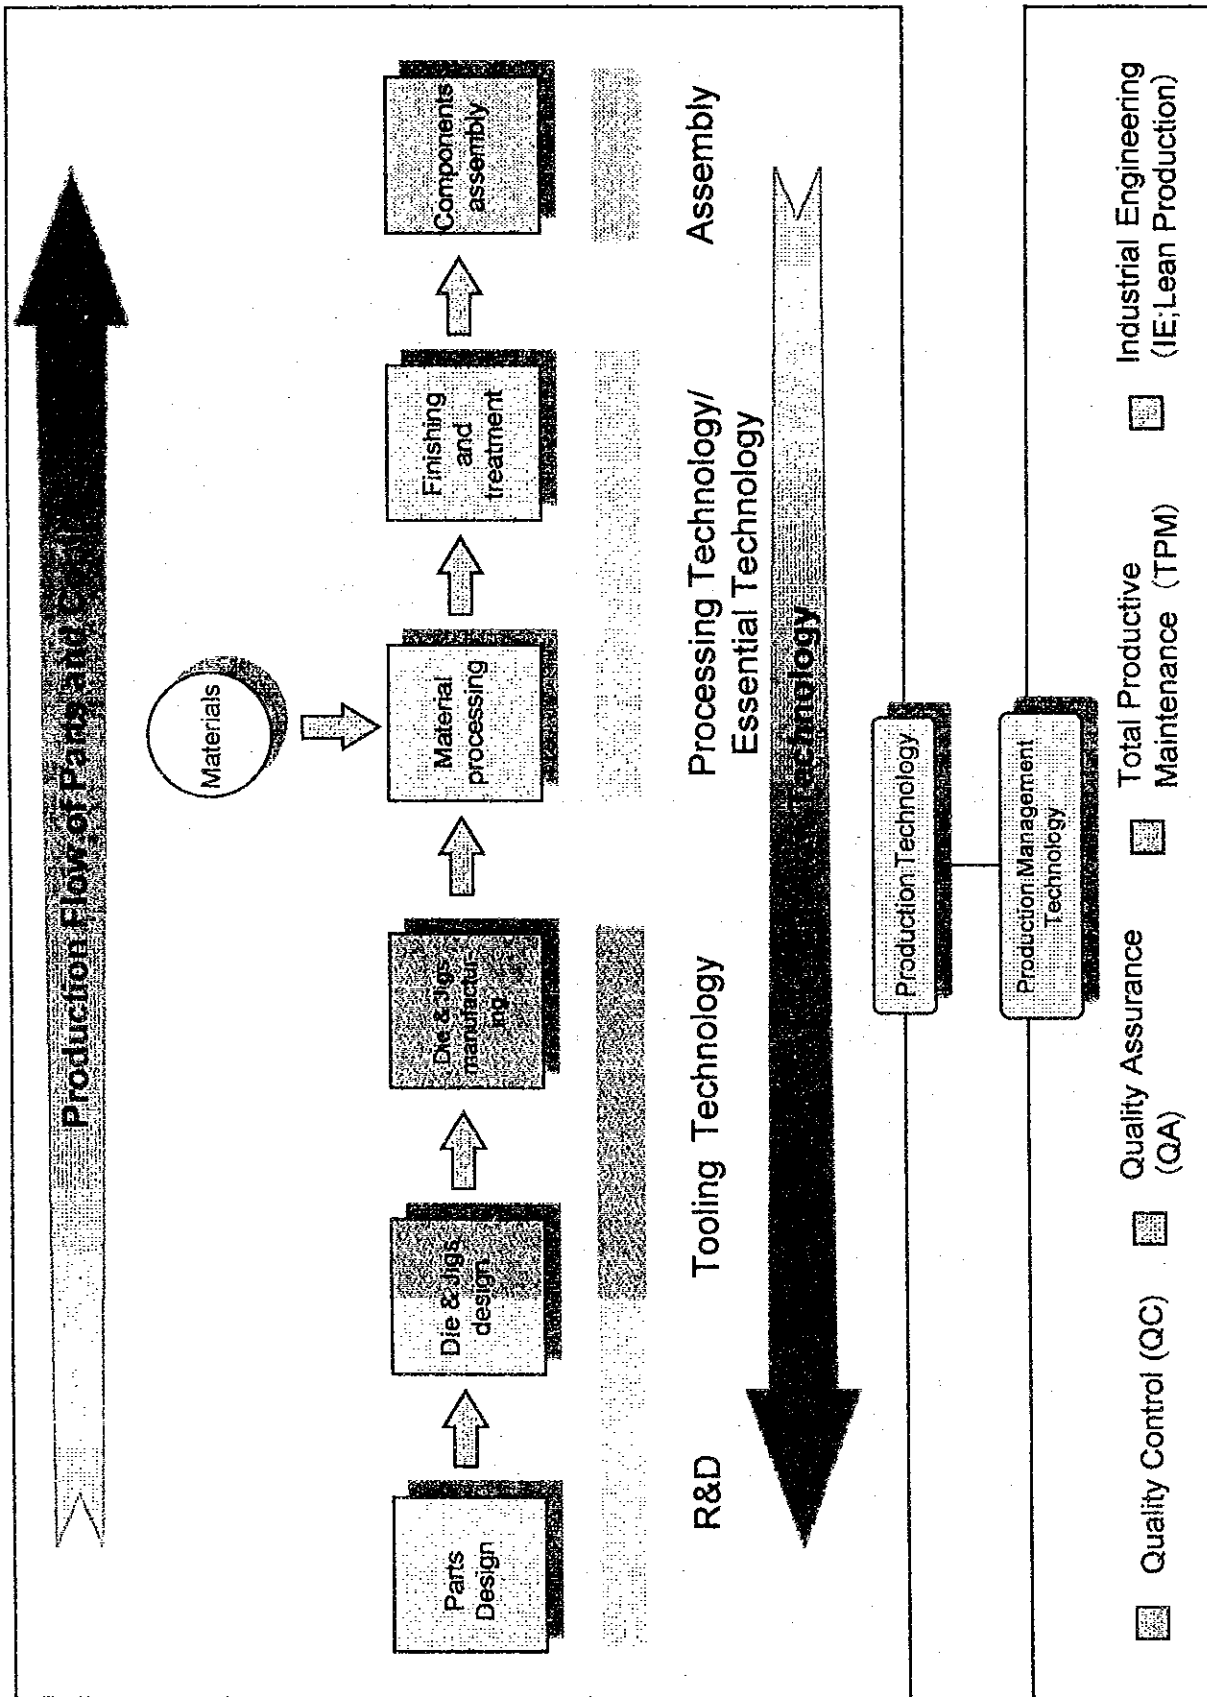 Production Flow of Parts and
Materials
Parts
Design
Die & Jigs
design
Die & Jigs
manufactur-
ing
Material
processing
Finishing
and
treatment
Components
assembly
R&D
Tooling Technology
Processing Technology/
Essential Technology
Assembly
Technology
Production Technology
Production Management
Technology
Quality Control (QC)
Quality Assurance
(QA)
Total Productive
Maintenance (TPM)
Industrial Engineering
(IE;Lean Production)